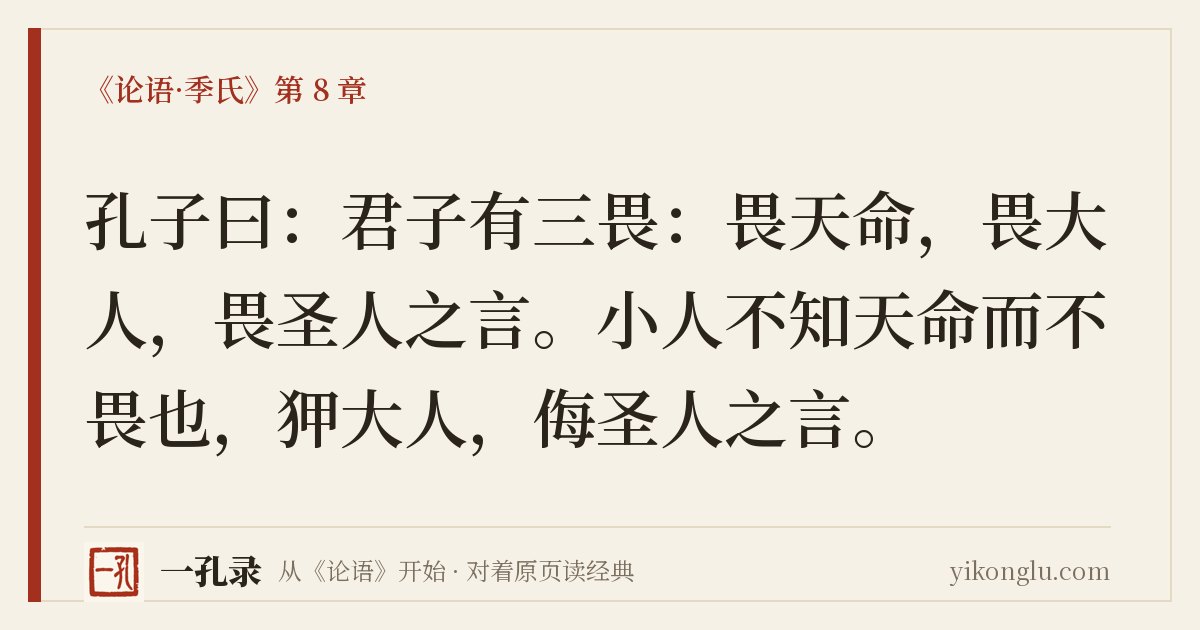 《论语·季氏》第 8 章
孔子曰：君子有三畏：畏天命，畏大
人，畏圣人之言。小人不知天命而不
畏也，狎大人，侮圣人之言。
一孔
一孔录 从《论语》开始 · 对着原页读经典 yikonglu.com